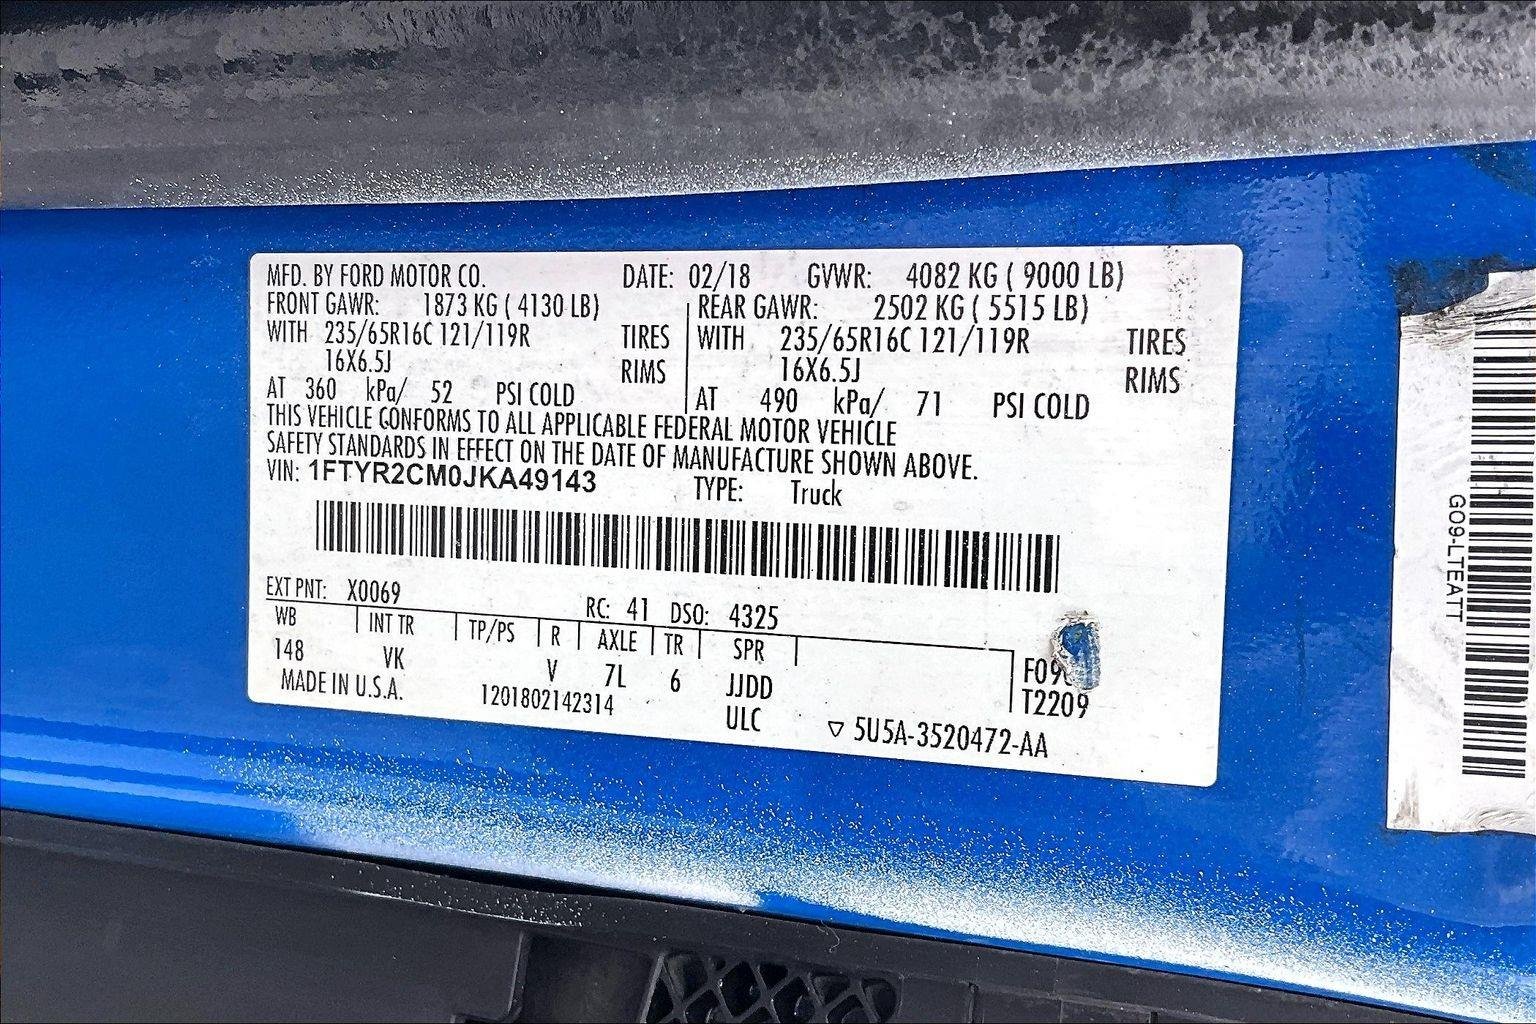 MFD. BY FORD MOTOR CO. DATE: 02/18 GVWR: 4082 KG ( 9000 LB)
FRONT GAWR: 1873 KG ( 4130 LB) REAR GAWR: 2502 KG ( 5515 LB)
WITH 235/65R16C 121/119R TIRES WITH 235/65R16C 121/119R TIRES
16X6.5J RIMS 16X6.5J RIMS
AT 360 kPa/ 52 PSI COLD AT 490 kPa/ 71 PSI COLD
THIS VEHICLE CONFORMS TO ALL APPLICABLE FEDERAL MOTOR VEHICLE
SAFETY STANDARDS IN EFFECT ON THE DATE OF MANUFACTURE SHOWN ABOVE.
VIN: 1FTYR2CM0JKA49143 TYPE: Truck
EXT PNT: X0069 RC: 41 DSO: 4325
WB INT TR TP/PS R AXLE TR SPR
148 VK V 7L 6 JJDD
MADE IN U.S.A. 1201802142314 ULC T2209
▽ 5U5A-3520472-AA
GO9-LTEATT